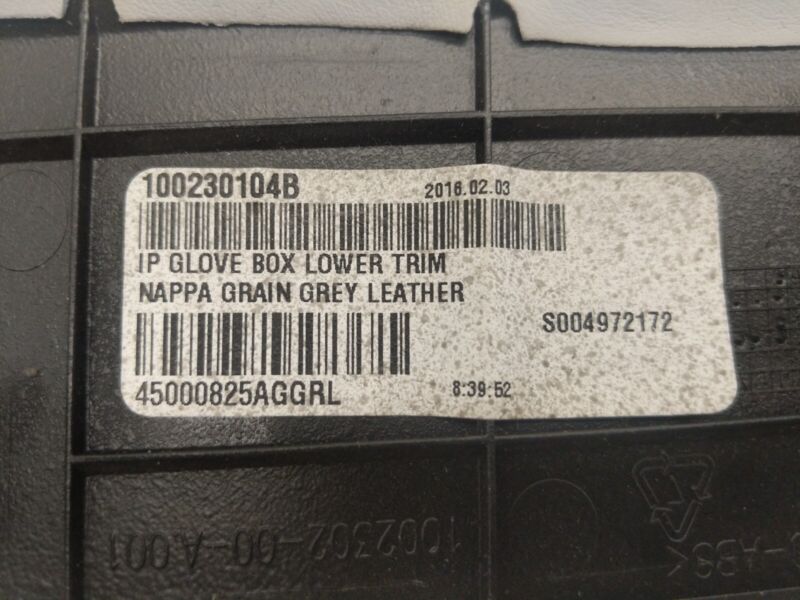 100230104B 2016.02.03
IP GLOVE BOX LOWER TRIM
NAPPA GRAIN GREY LEATHER
S004972172
45000825AGGRL 8:39:52
1002302-00-A.001
-ABS<